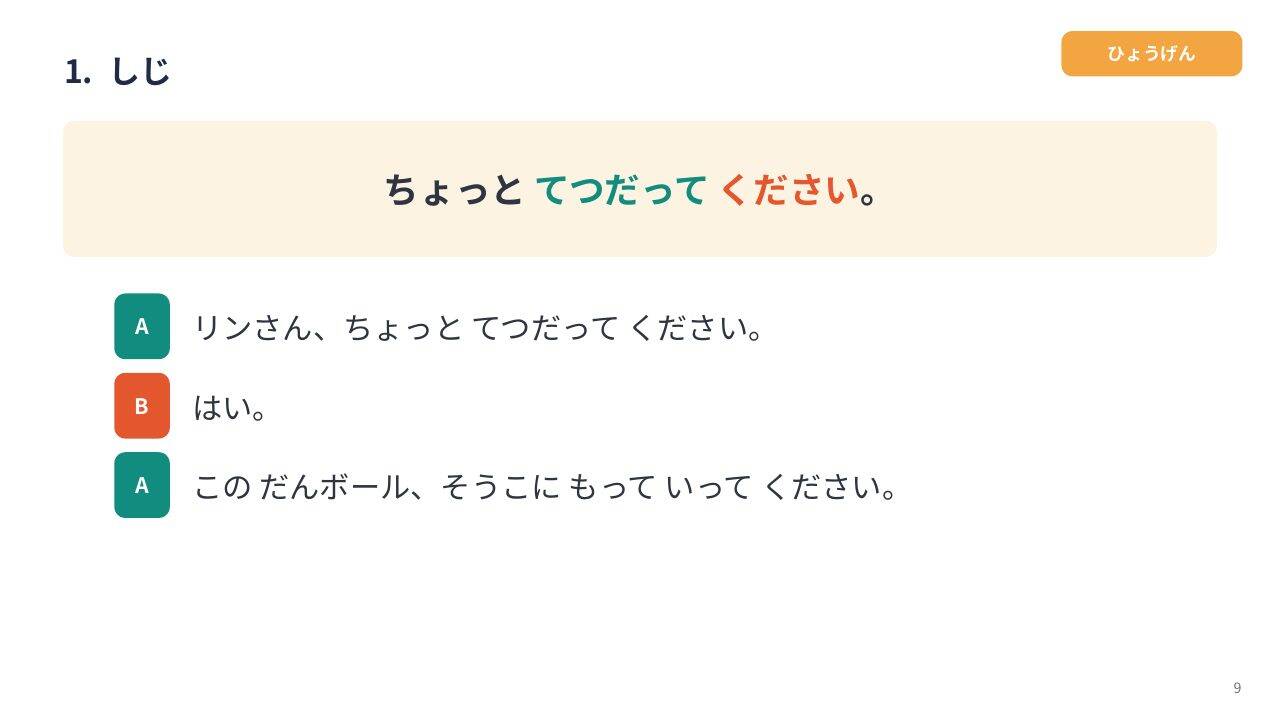 1. しじ
ひょうげん
ちょっと てつだって ください。
A
リンさん、ちょっと てつだって ください。
B
はい。
A
この だんボール、そうこに もって いって ください。
9